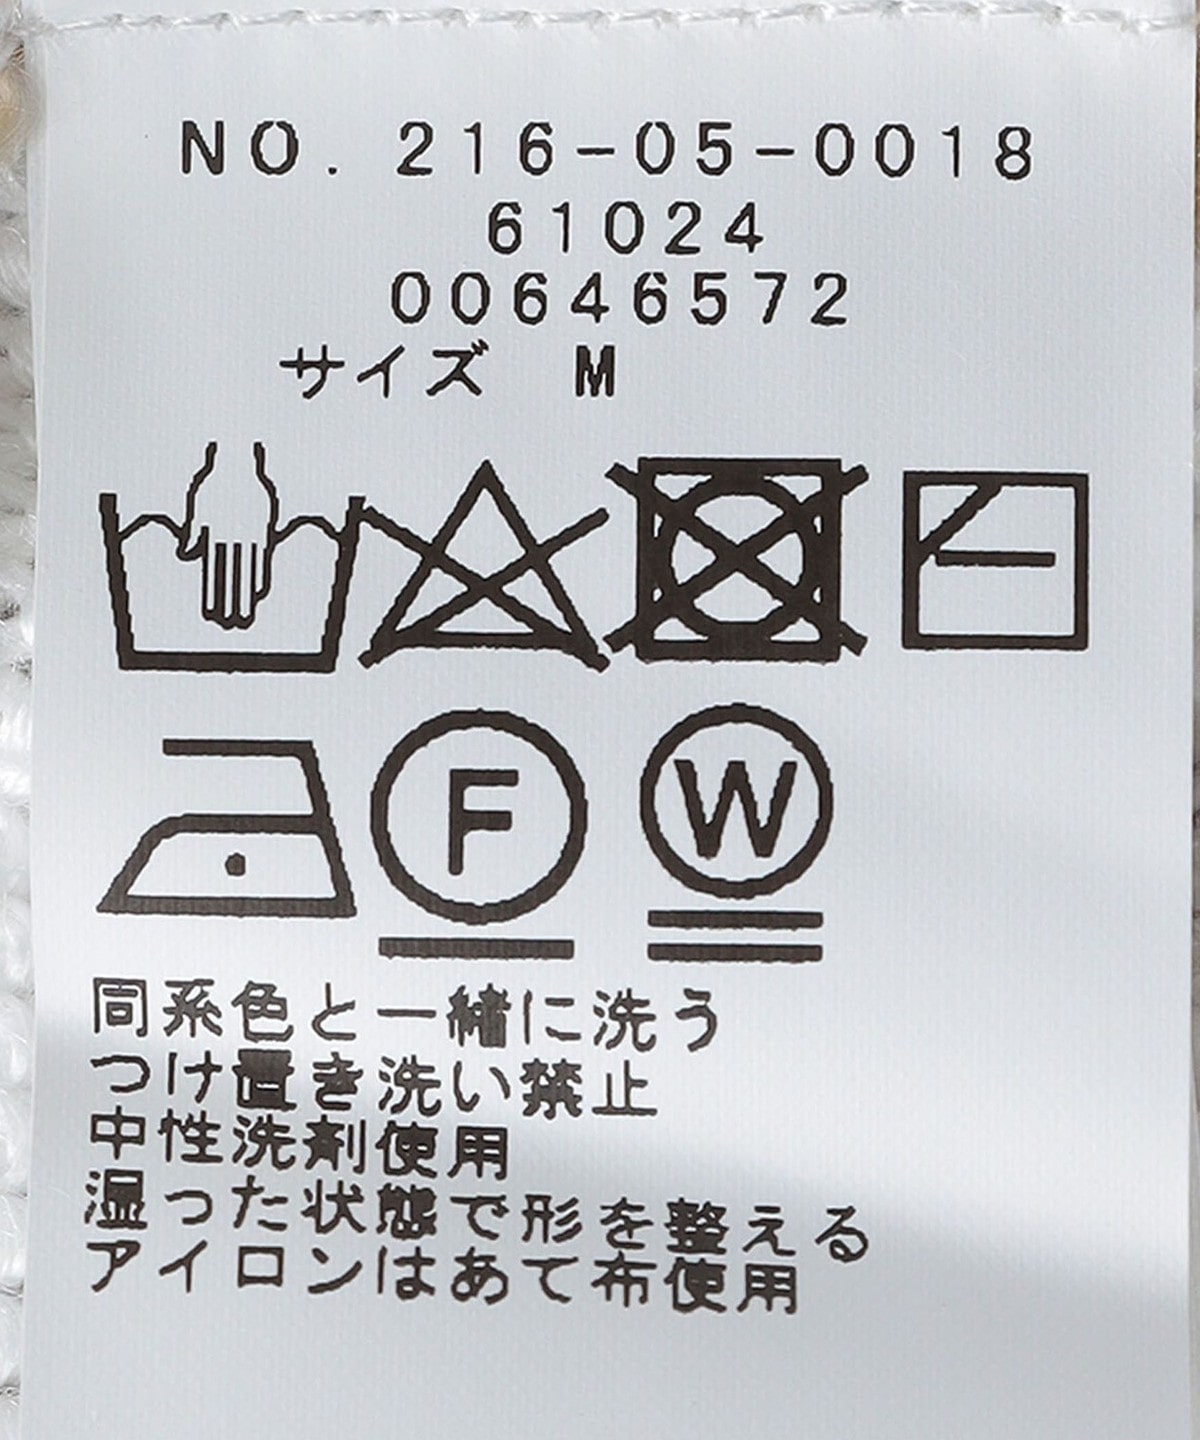 NO. 216-05-0018
61024
00646572
サイズ M
F
W
同系色と一緒に洗う
つけ置き洗い禁止
中性洗剤使用
湿った状態で形を整える
アイロンはあて布使用